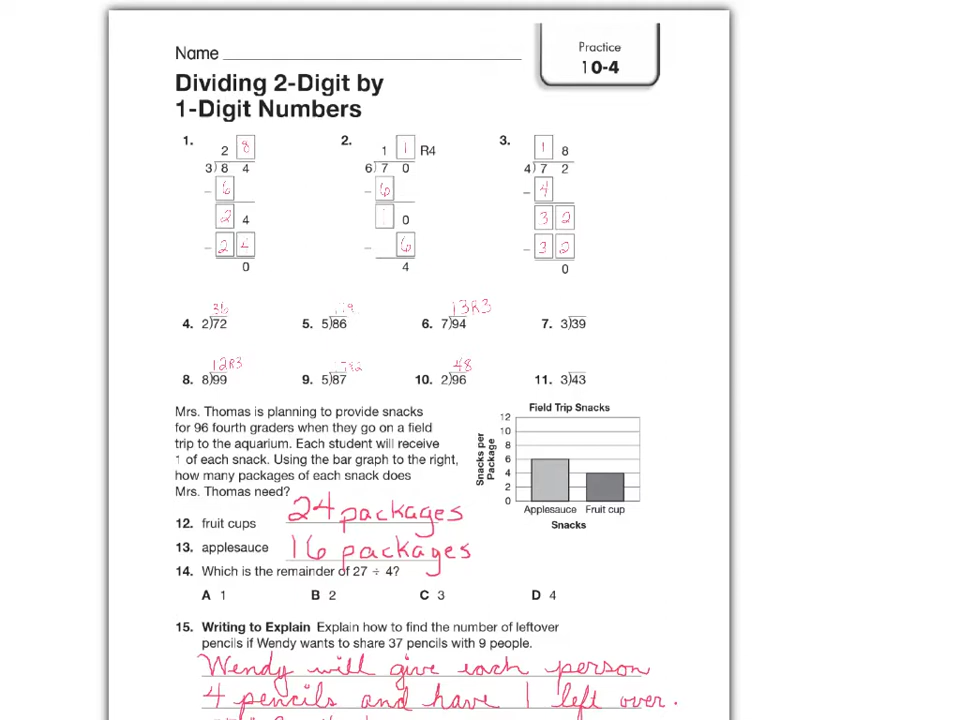 Practice
10-4
Name
Dividing 2-Digit by
1-Digit Numbers
1. 2. 3.
2 8 1 1 R4 1 8
3)8 4 6)7 0 4)7 2
- 6 - 6 - 4
2 4 1 0 3 2
- 2 4 - 6 - 3 2
0 4 0
36 13R3
4. 2)72 5. 5)86 6. 7)94 7. 3)39
12R3 48
8. 8)99 9. 5)87 10. 2)96 11. 3)43
Mrs. Thomas is planning to provide snacks
for 96 fourth graders when they go on a field
trip to the aquarium. Each student will receive
1 of each snack. Using the bar graph to the right,
how many packages of each snack does
Mrs. Thomas need?
Field Trip Snacks
Snacks per
Package
12
10
8
6
4
2
0
Applesauce Fruit cup
Snacks
12. fruit cups 24 packages
13. applesauce 16 packages
14. Which is the remainder of 27 ÷ 4?
A 1 B 2 C 3 D 4
15. Writing to Explain Explain how to find the number of leftover
pencils if Wendy wants to share 37 pencils with 9 people.
Wendy will give each person
4 pencils and have 1 left over.